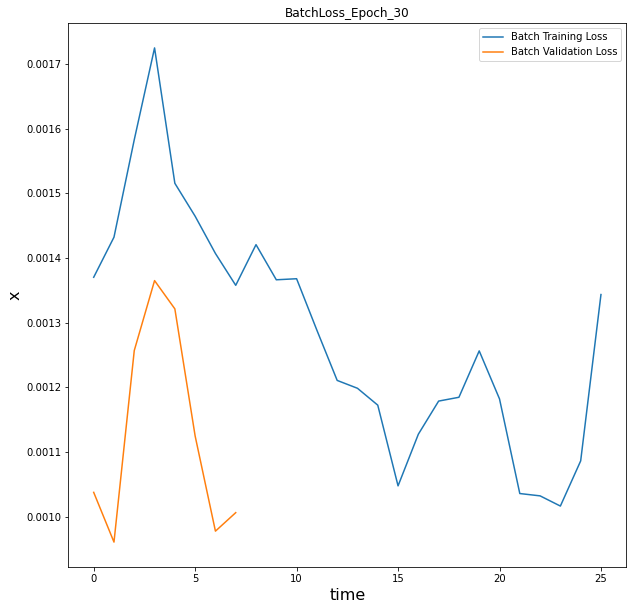 BatchLoss_Epoch_30
Batch Training Loss
Batch Validation Loss
0.0017
0.0016
0.0015
0.0014
x
0.0013
0.0012
0.0011
0.0010
0 5 10 15 20 25
time